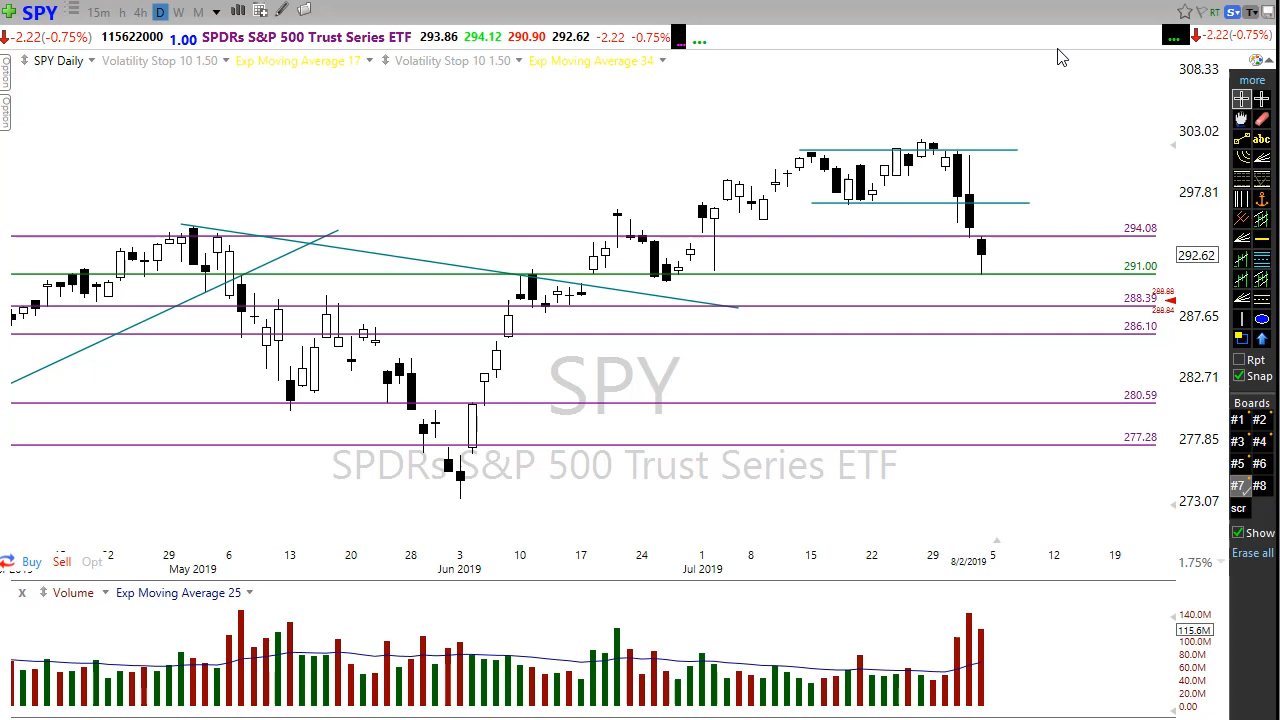 SPY 15m h 4h D W M RT S T
-2.22(-0.75%) 115622000 1.00 SPDRs S&P 500 Trust Series ETF 293.86 294.12 290.90 292.62 -2.22 -0.75% ... ... ... -2.22(-0.75%)
Option
Option
SPY Daily Volatility Stop 10 1.50 Exp Moving Average 17 Volatility Stop 10 1.50 Exp Moving Average 34
308.33
303.02
297.81
292.62
287.65
282.71
277.85
273.07
294.08
291.00
288.39
288.88
288.84
286.10
280.59
277.28
SPY
SPDRs S&P 500 Trust Series ETF
more
abc
Rpt
Snap
Boards
#1 #2
#3 #4
#5 #6
#7 #8
scr
Show
Erase all
29 6 13 20 28 3 10 17 24 1 8 15 22 29 5 12 19
May 2019 Jun 2019 Jul 2019 8/2/2019
Buy Sell Opt
1.75%
x Volume Exp Moving Average 25
140.0M
115.6M
100.0M
80.0M
60.0M
40.0M
20.0M
0.00